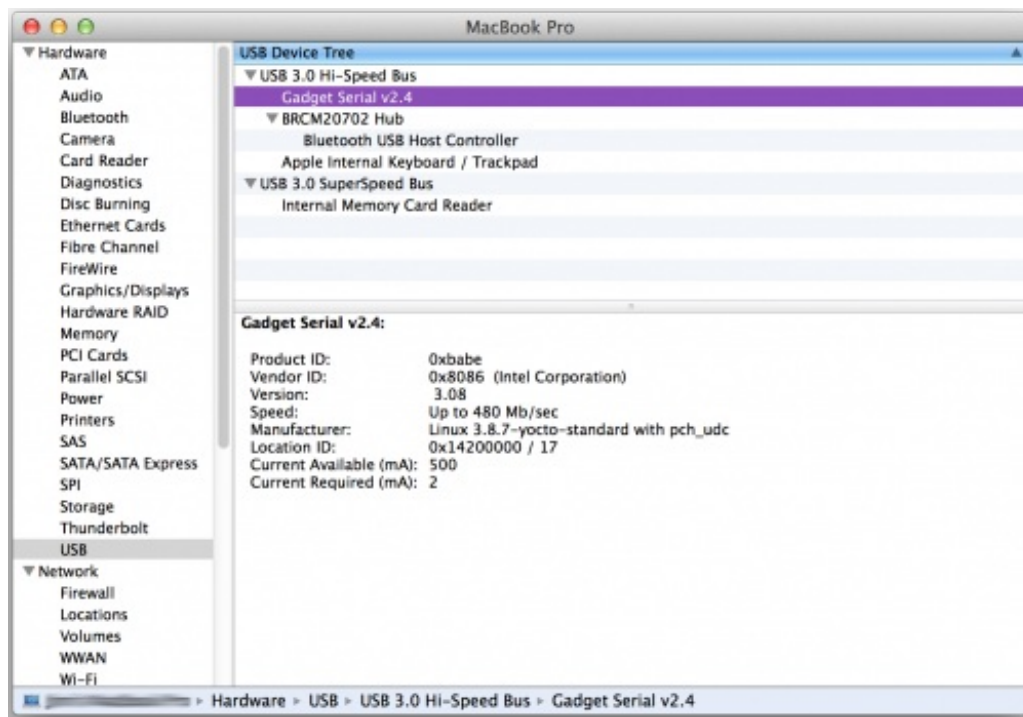 MacBook Pro
Hardware
ATA
Audio
Bluetooth
Camera
Card Reader
Diagnostics
Disc Burning
Ethernet Cards
Fibre Channel
FireWire
Graphics/Displays
Hardware RAID
Memory
PCI Cards
Parallel SCSI
Power
Printers
SAS
SATA/SATA Express
SPI
Storage
Thunderbolt
USB
Network
Firewall
Locations
Volumes
WWAN
Wi-Fi
USB Device Tree
USB 3.0 Hi-Speed Bus
Gadget Serial v2.4
BRCM20702 Hub
Bluetooth USB Host Controller
Apple Internal Keyboard / Trackpad
USB 3.0 SuperSpeed Bus
Internal Memory Card Reader
Gadget Serial v2.4:
Product ID: 0xbabe
Vendor ID: 0x8086 (Intel Corporation)
Version: 3.08
Speed: Up to 480 Mb/sec
Manufacturer: Linux 3.8.7-yocto-standard with pch_udc
Location ID: 0x14200000 / 17
Current Available (mA): 500
Current Required (mA): 2
Hardware ▸ USB ▸ USB 3.0 Hi-Speed Bus ▸ Gadget Serial v2.4